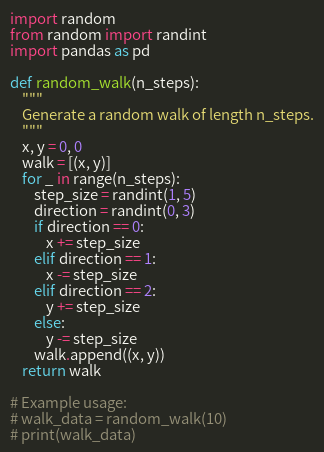 import random
from random import randint
import pandas as pd

def random_walk(n_steps):
    """
    Generate a random walk of length n_steps.
    """
    x, y = 0, 0
    walk = [(x, y)]
    for _ in range(n_steps):
        step_size = randint(1, 5)
        direction = randint(0, 3)
        if direction == 0:
            x += step_size
        elif direction == 1:
            x -= step_size
        elif direction == 2:
            y += step_size
        else:
            y -= step_size
        walk.append((x, y))
    return walk

# Example usage:
# walk_data = random_walk(10)
# print(walk_data)